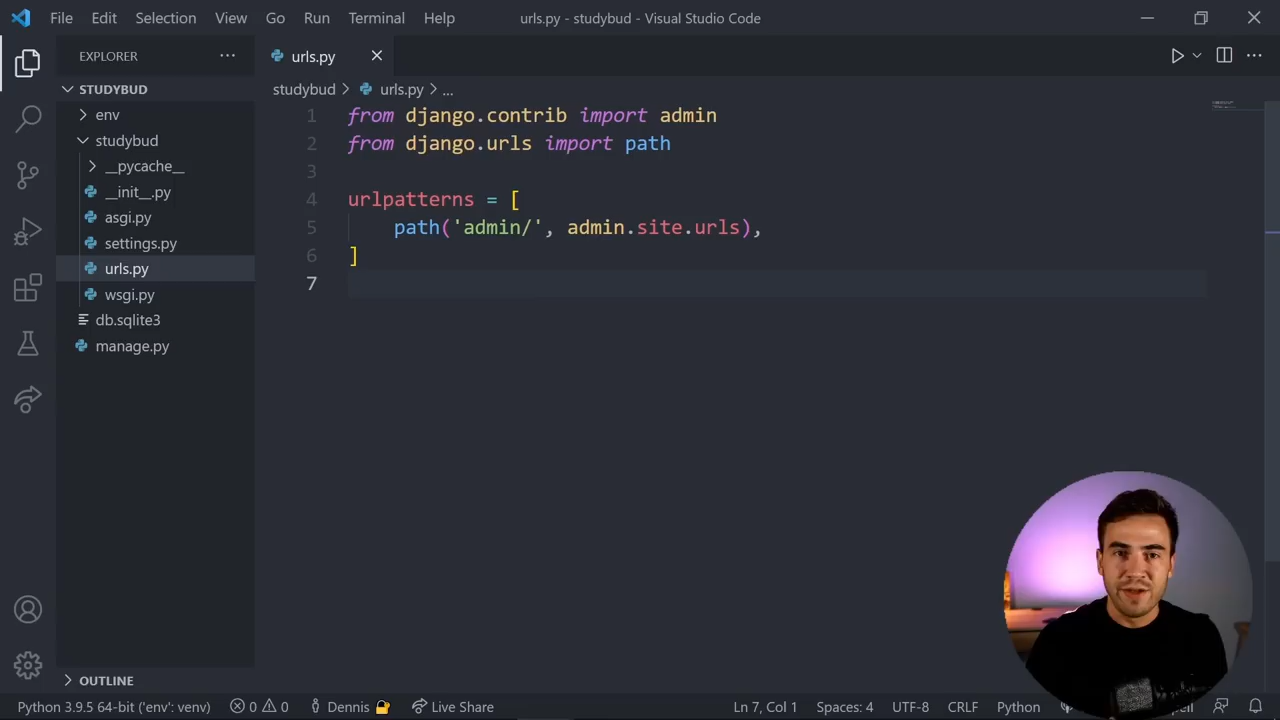 File Edit Selection View Go Run Terminal Help urls.py - studybud - Visual Studio Code
EXPLORER
STUDYBUD
env
studybud
__pycache__
__init__.py
asgi.py
settings.py
urls.py
wsgi.py
db.sqlite3
manage.py
OUTLINE
urls.py
studybud > urls.py > ...
1 from django.contrib import admin
2 from django.urls import path
3
4 urlpatterns = [
5 path('admin/', admin.site.urls),
6 ]
7
Python 3.9.5 64-bit ('env': venv) 0 0 Dennis Live Share Ln 7, Col 1 Spaces: 4 UTF-8 CRLF Python